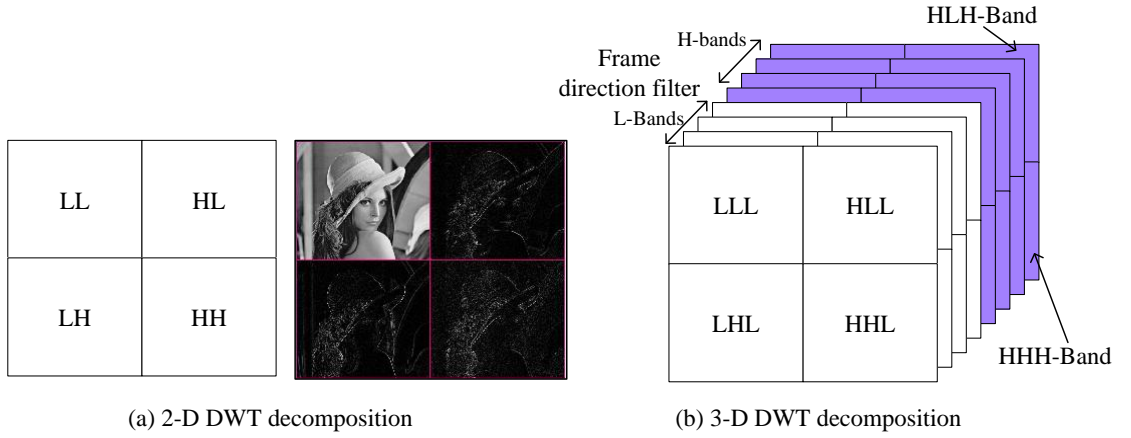 LL
HL
LH
HH
(a) 2-D DWT decomposition
HLH-Band
H-bands
Frame
direction filter
L-Bands
LLL
HLL
LHL
HHL
HHH-Band
(b) 3-D DWT decomposition